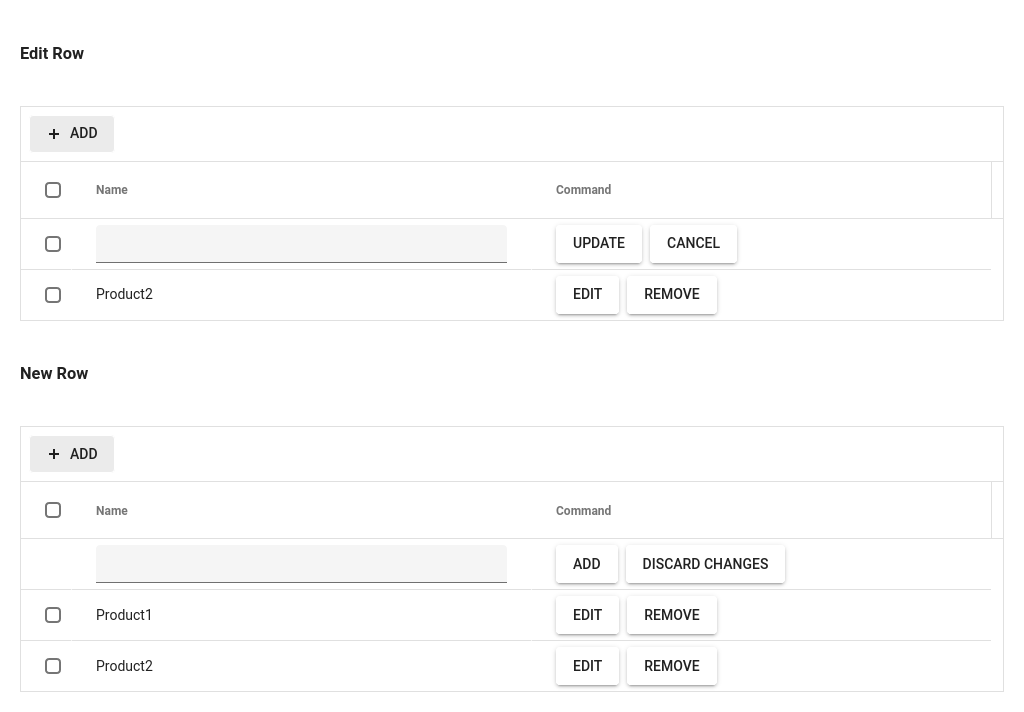 Edit Row
ADD
Name Command
UPDATE CANCEL
Product2 EDIT REMOVE
New Row
ADD
Name Command
ADD DISCARD CHANGES
Product1 EDIT REMOVE
Product2 EDIT REMOVE